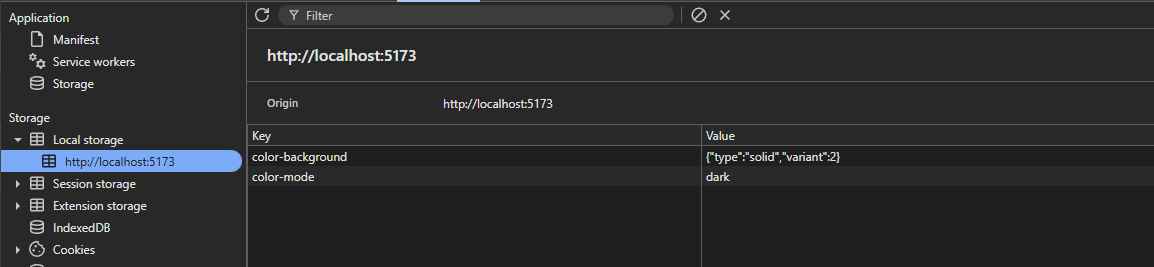 Application
Manifest
Service workers
Storage
Storage
Local storage
http://localhost:5173
Session storage
Extension storage
IndexedDB
Cookies
Filter
http://localhost:5173
Origin http://localhost:5173
Key Value
color-background {"type":"solid","variant":2}
color-mode dark